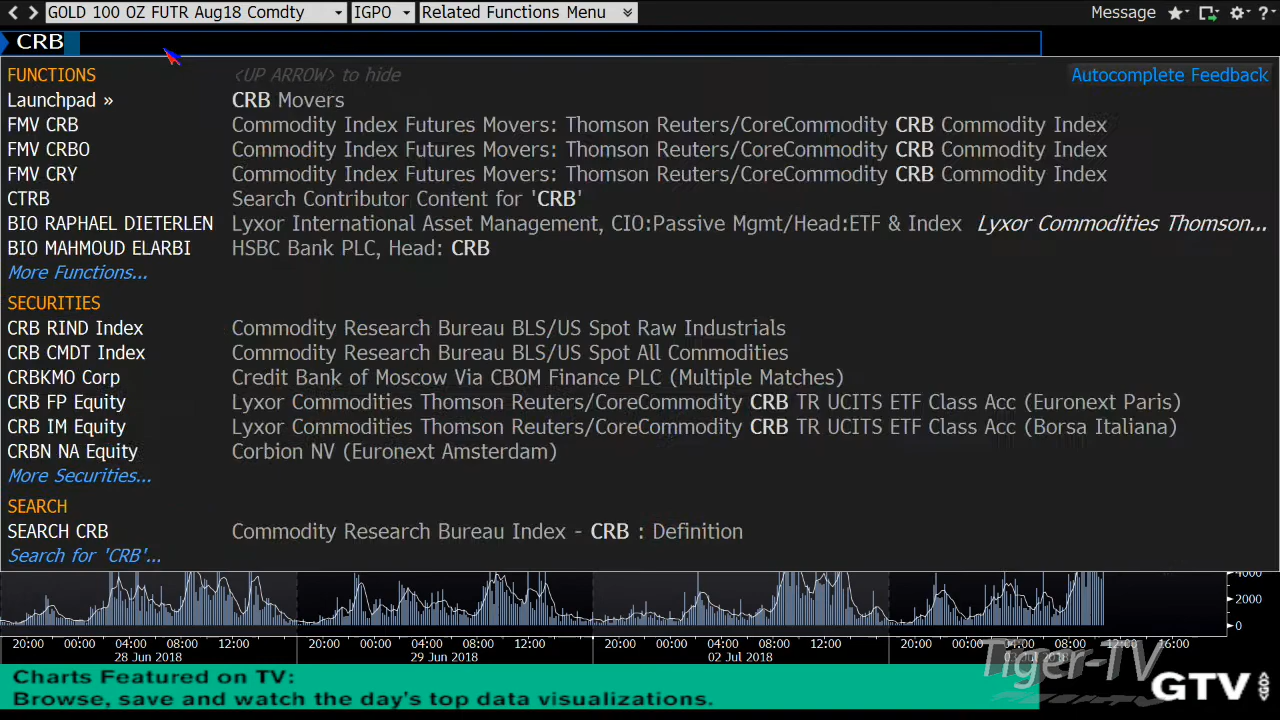 GOLD 100 OZ FUTR Aug18 Comdty IGPO Related Functions Menu Message ?
CRB
FUNCTIONS <UP ARROW> to hide Autocomplete Feedback
Launchpad » CRB Movers
FMV CRB Commodity Index Futures Movers: Thomson Reuters/CoreCommodity CRB Commodity Index
FMV CRBO Commodity Index Futures Movers: Thomson Reuters/CoreCommodity CRB Commodity Index
FMV CRY Commodity Index Futures Movers: Thomson Reuters/CoreCommodity CRB Commodity Index
CTRB Search Contributor Content for 'CRB'
BIO RAPHAEL DIETERLEN Lyxor International Asset Management, CIO:Passive Mgmt/Head:ETF & Index Lyxor Commodities Thomson...
BIO MAHMOUD ELARBI HSBC Bank PLC, Head: CRB
More Functions...
SECURITIES
CRB RIND Index Commodity Research Bureau BLS/US Spot Raw Industrials
CRB CMDT Index Commodity Research Bureau BLS/US Spot All Commodities
CRBKMO Corp Credit Bank of Moscow Via CBOM Finance PLC (Multiple Matches)
CRB FP Equity Lyxor Commodities Thomson Reuters/CoreCommodity CRB TR UCITS ETF Class Acc (Euronext Paris)
CRB IM Equity Lyxor Commodities Thomson Reuters/CoreCommodity CRB TR UCITS ETF Class Acc (Borsa Italiana)
CRBN NA Equity Corbion NV (Euronext Amsterdam)
More Securities...
SEARCH
SEARCH CRB Commodity Research Bureau Index - CRB : Definition
Search for 'CRB'...
4000
2000
0
20:00 00:00 04:00 08:00 12:00 20:00 00:00 04:00 08:00 12:00 20:00 00:00 04:00 08:00 12:00 20:00 00:00 04:00 08:00 12:00 16:00
28 Jun 2018 29 Jun 2018 02 Jul 2018 03 Jul 2018
Tiger-TV
Charts Featured on TV:
Browse, save and watch the day's top data visualizations.
GTV